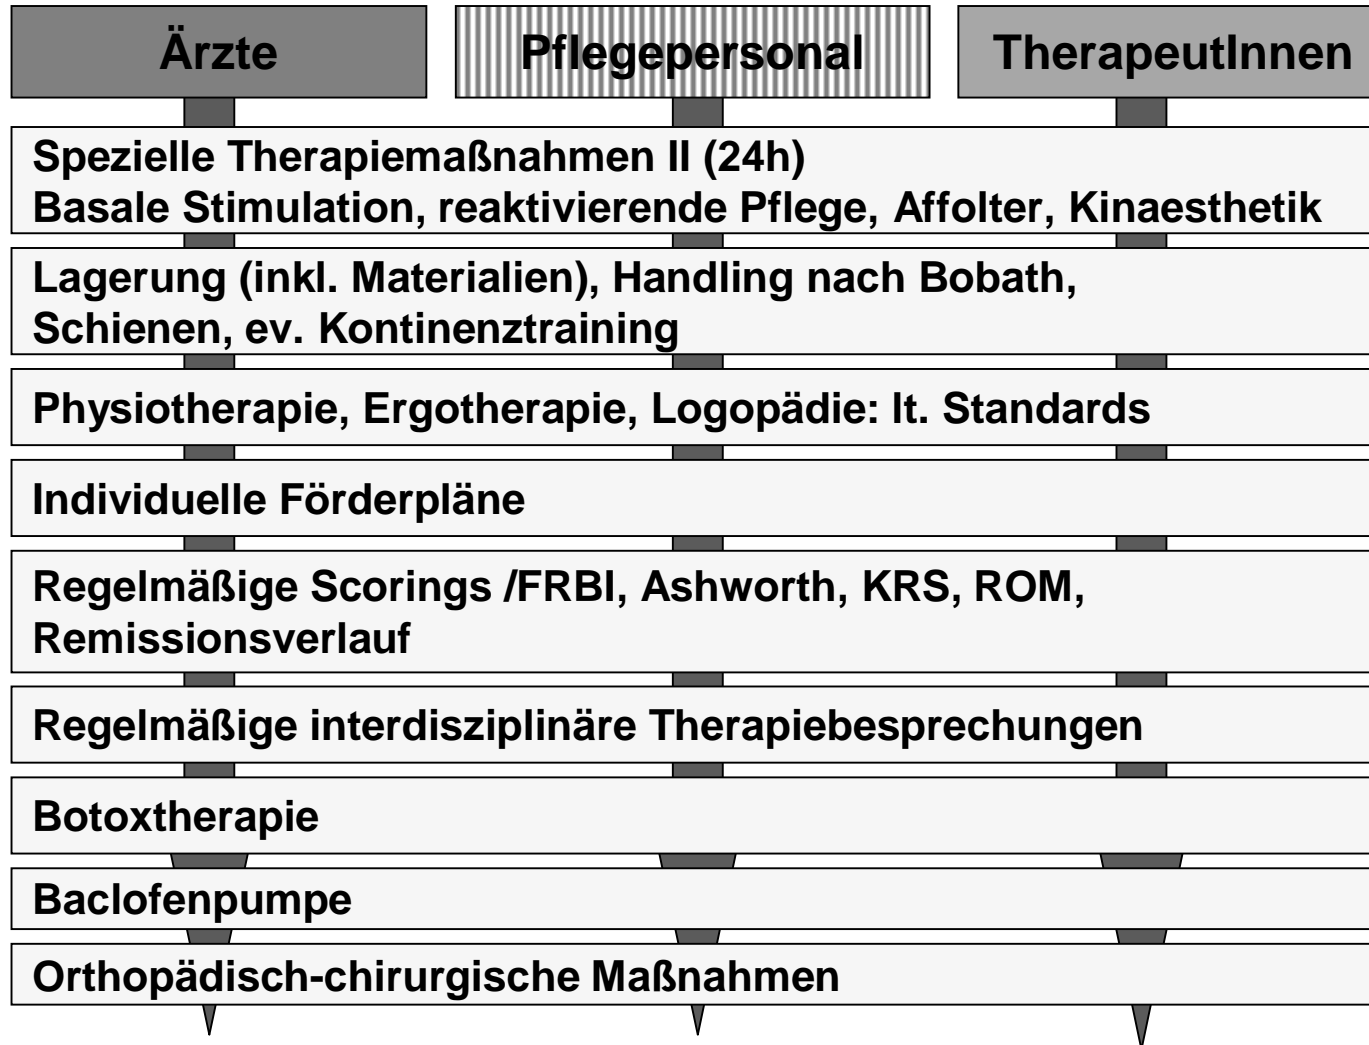 Ärzte
Pflegepersonal
TherapeutInnen
Spezielle Therapiemaßnahmen II (24h)
Basale Stimulation, reaktivierende Pflege, Affolter, Kinaesthetik
Lagerung (inkl. Materialien), Handling nach Bobath,
Schienen, ev. Kontinenztraining
Physiotherapie, Ergotherapie, Logopädie: lt. Standards
Individuelle Förderpläne
Regelmäßige Scorings /FRBI, Ashworth, KRS, ROM,
Remissionsverlauf
Regelmäßige interdisziplinäre Therapiebesprechungen
Botoxtherapie
Baclofenpumpe
Orthopädisch-chirurgische Maßnahmen